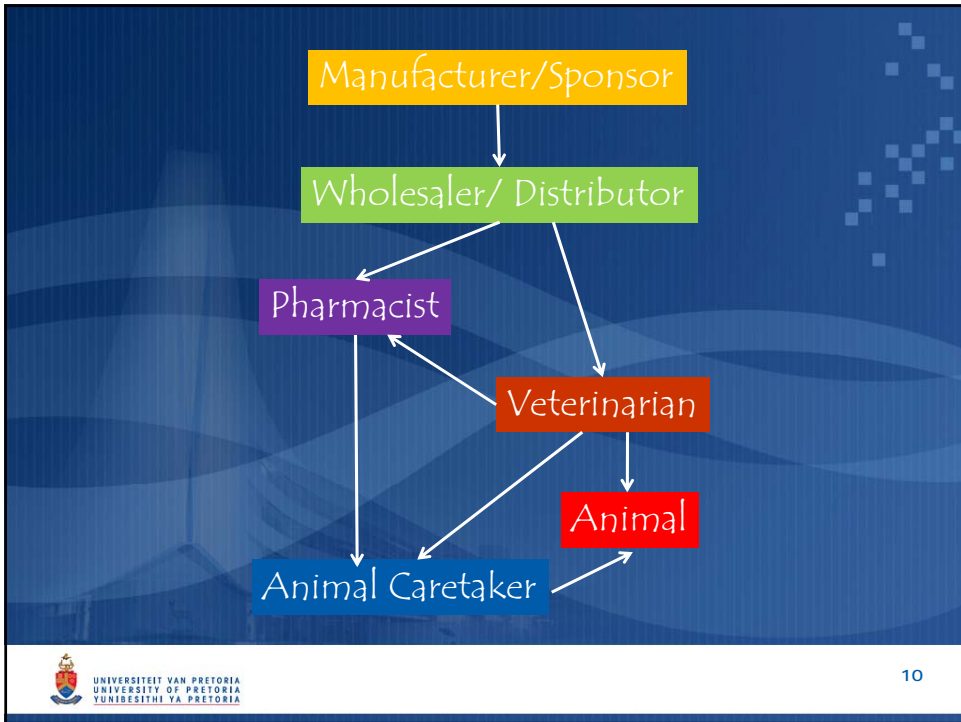 Manufacturer/Sponsor
Wholesaler/ Distributor
Pharmacist
Veterinarian
Animal
Animal Caretaker
UNIVERSITEIT VAN PRETORIA
UNIVERSITY OF PRETORIA
YUNIBESITHI YA PRETORIA
10